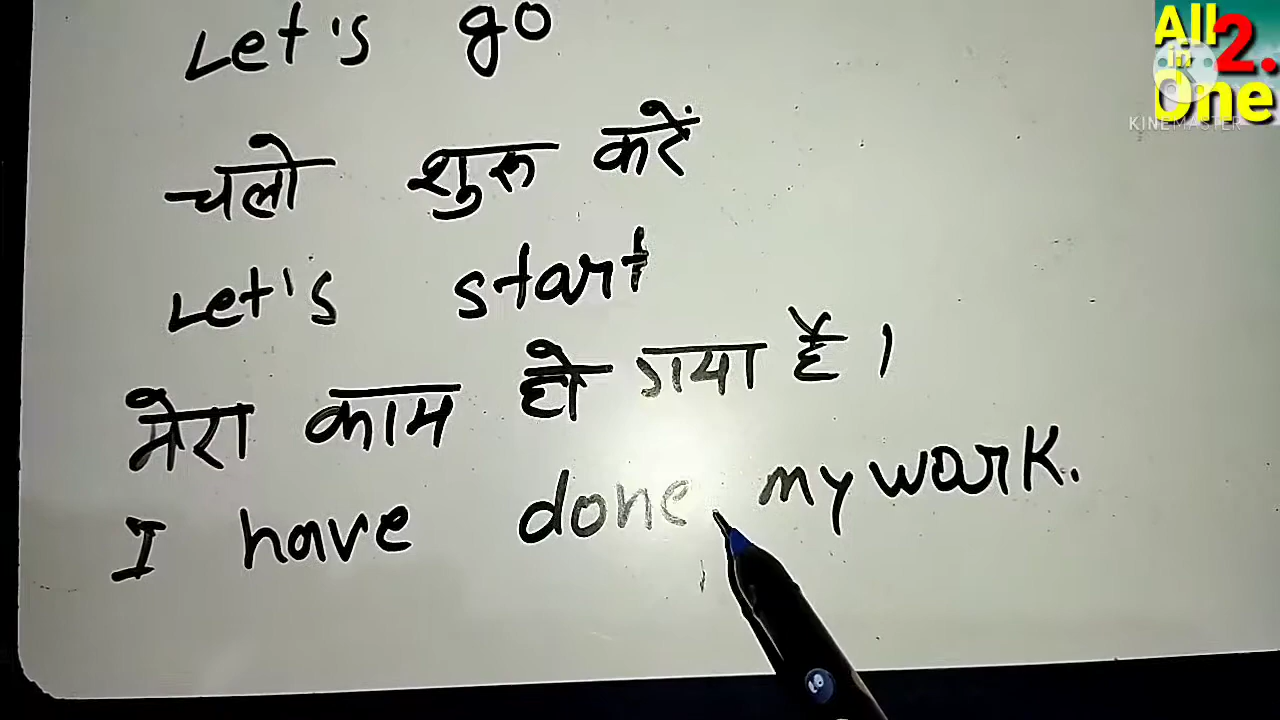 Let's go
चलो शुरू करें
Let's start
मेरा काम हो गया है।
I have done my work.
All
in 2.
One
KINEMASTER